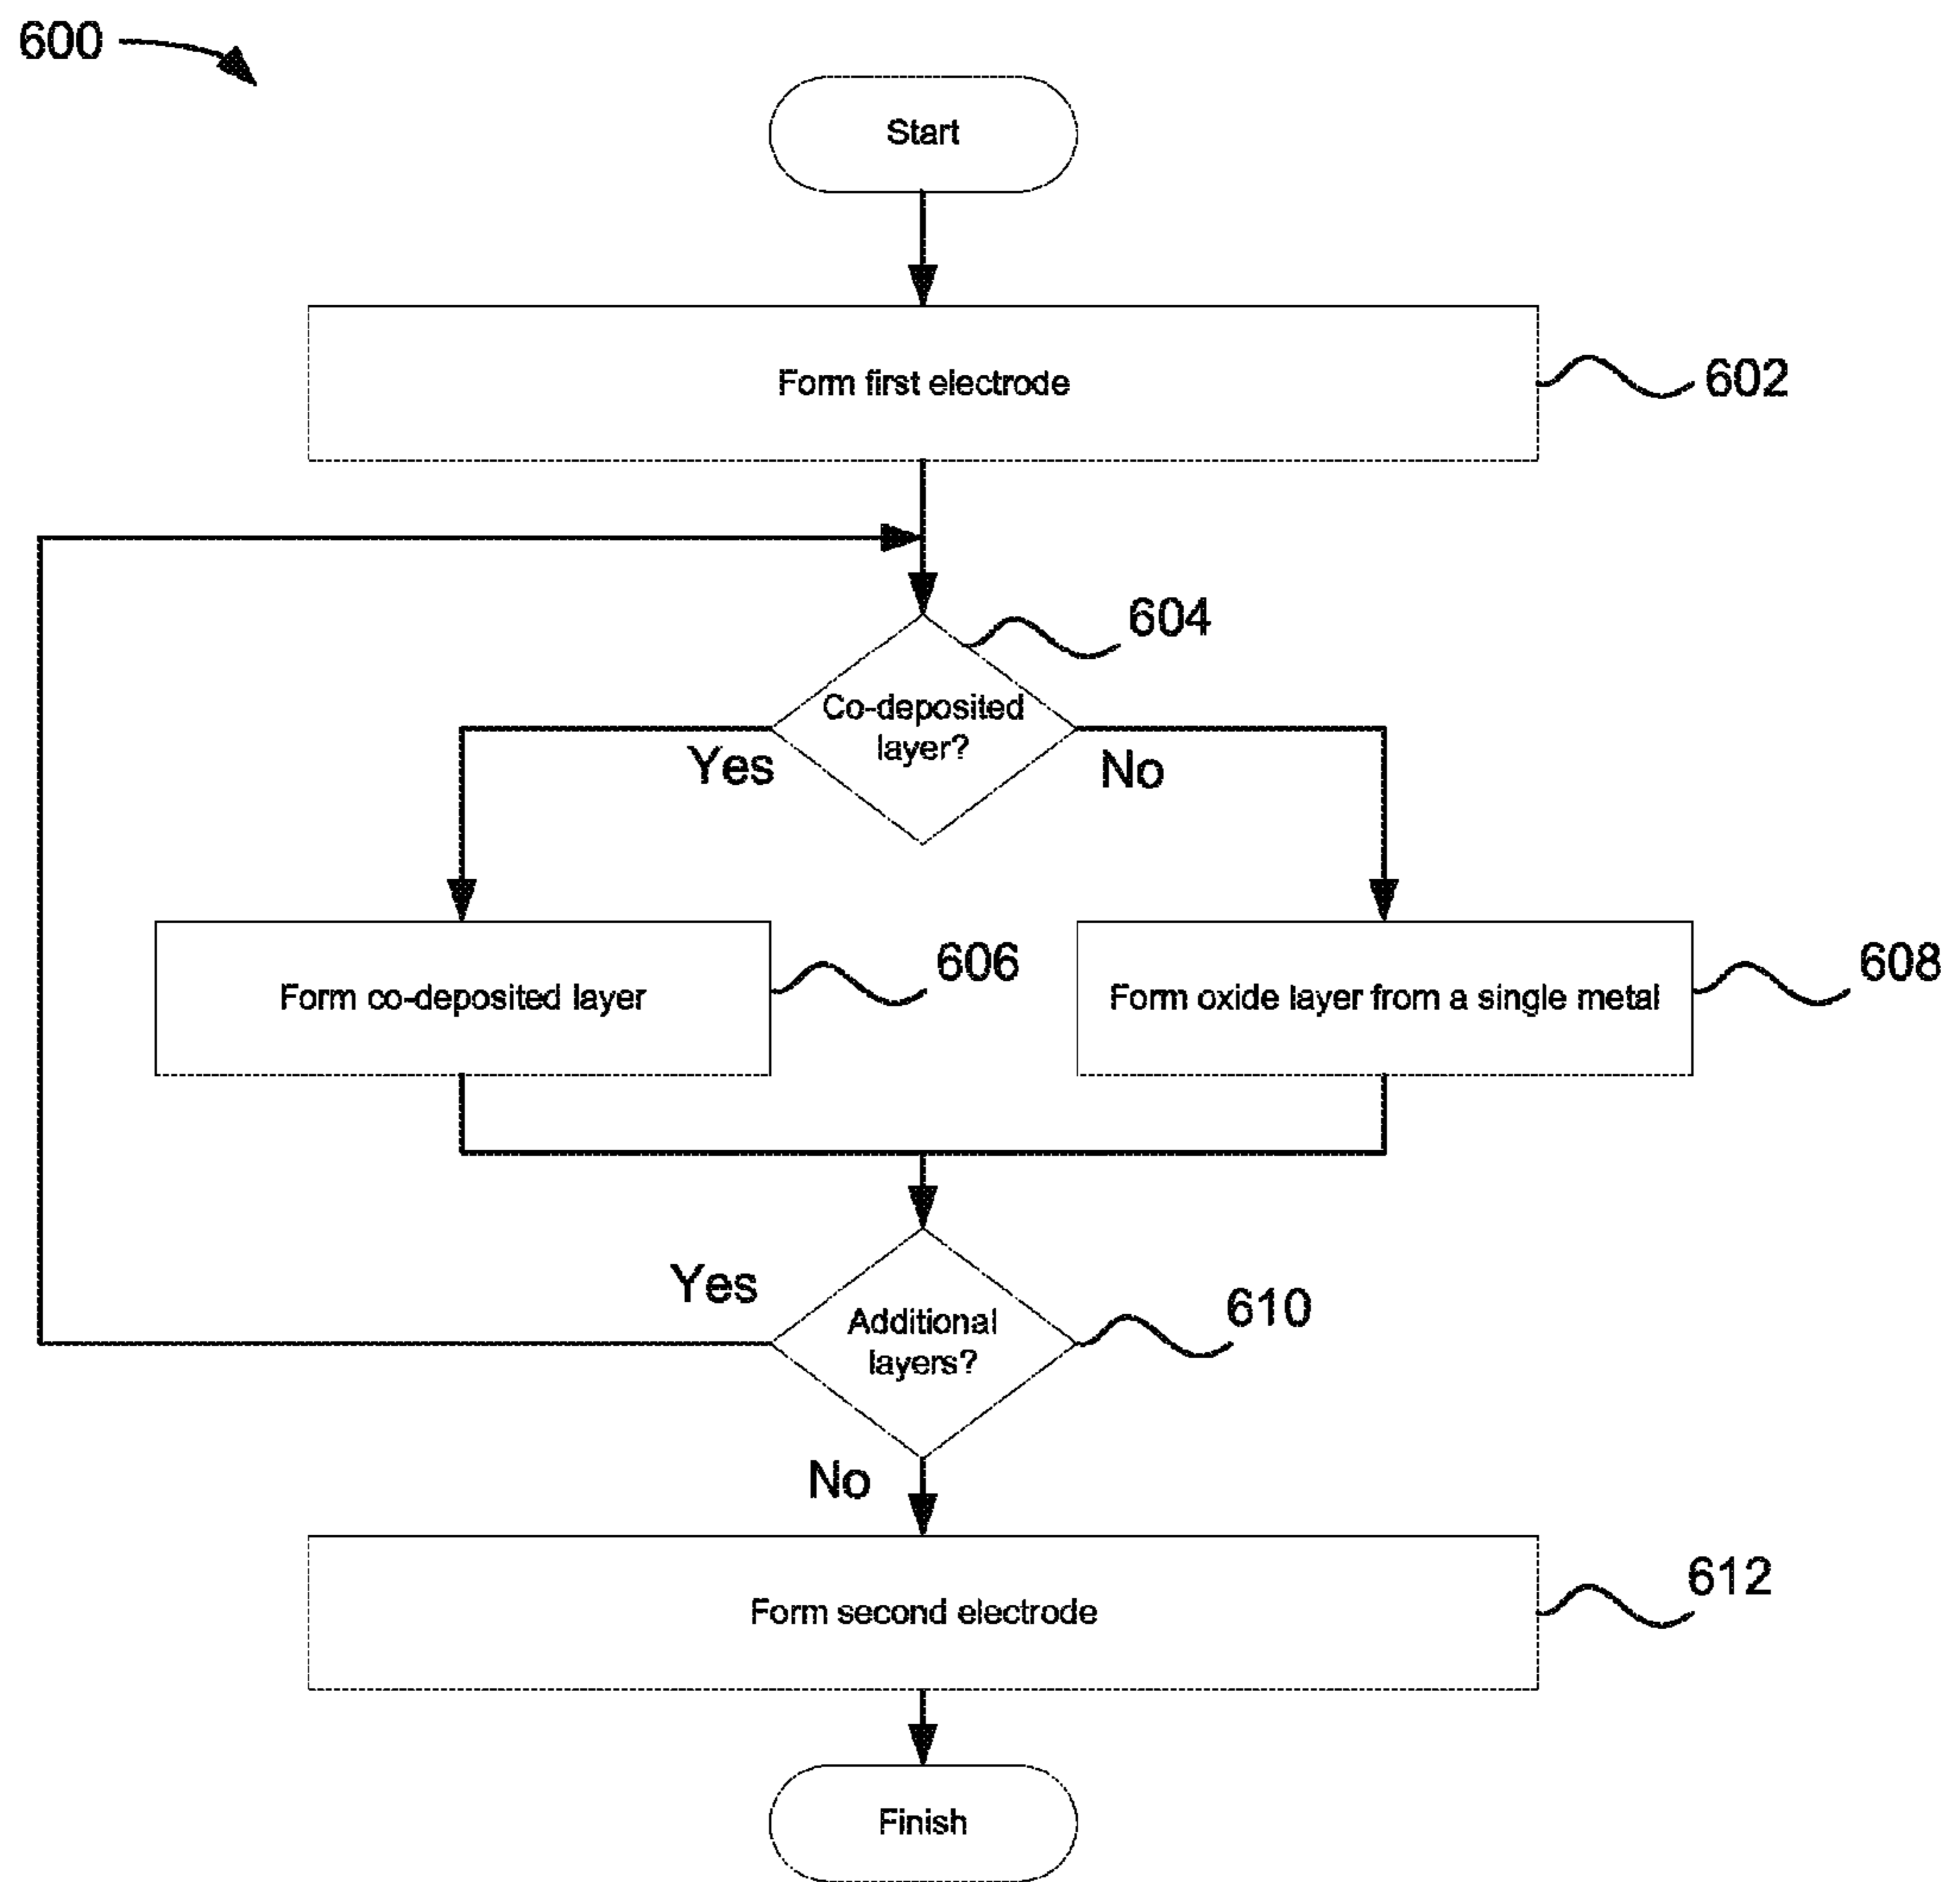 600
Start
Form first electrode
602
604
Co-deposited
layer?
Yes
No
Form co-deposited layer
606
Form oxide layer from a single metal
608
Yes
Additional
layers?
610
No
Form second electrode
612
Finish